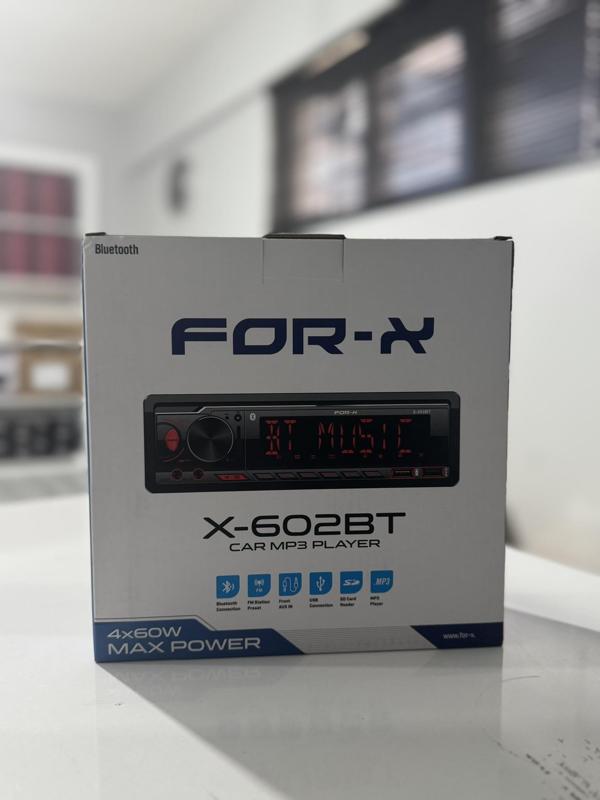 Bluetooth
FOR-X
FOR-X
X-602BT
BT MUSIC
X-602BT
CAR MP3 PLAYER
FM
MP3
Bluetooth Connection
FM Station Preset
Front AUX IN
USB Connection
SD Card Reader
MP3 Player
4x60W
MAX POWER
www.for-x.